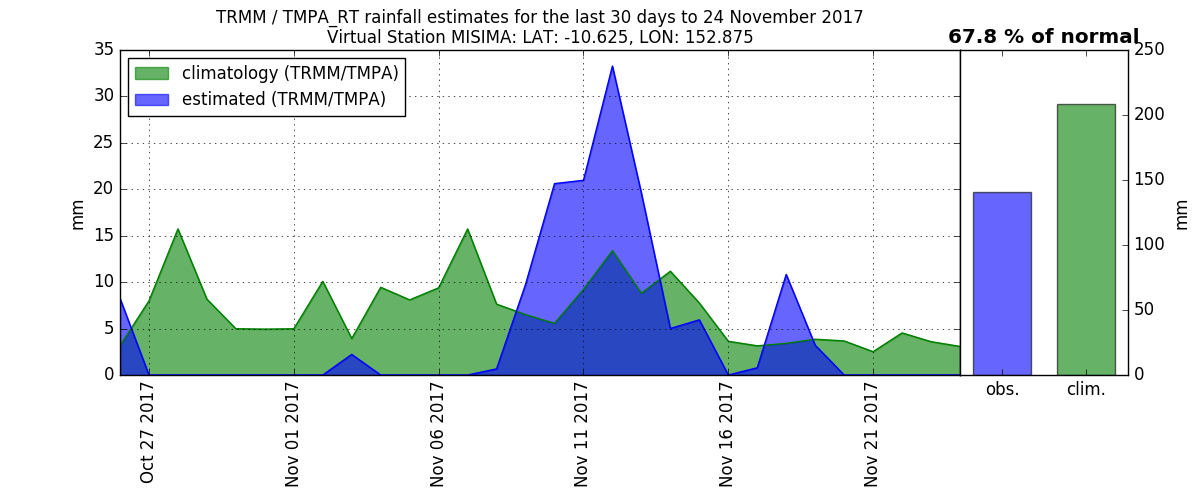 TRMM / TMPA_RT rainfall estimates for the last 30 days to 24 November 2017
Virtual Station MISIMA: LAT: -10.625, LON: 152.875
67.8 % of normal
climatology (TRMM/TMPA)
estimated (TRMM/TMPA)
mm
35
30
25
20
15
10
5
0
Oct 27 2017
Nov 01 2017
Nov 06 2017
Nov 11 2017
Nov 16 2017
Nov 21 2017
obs.
clim.
250
200
150
100
50
0
mm